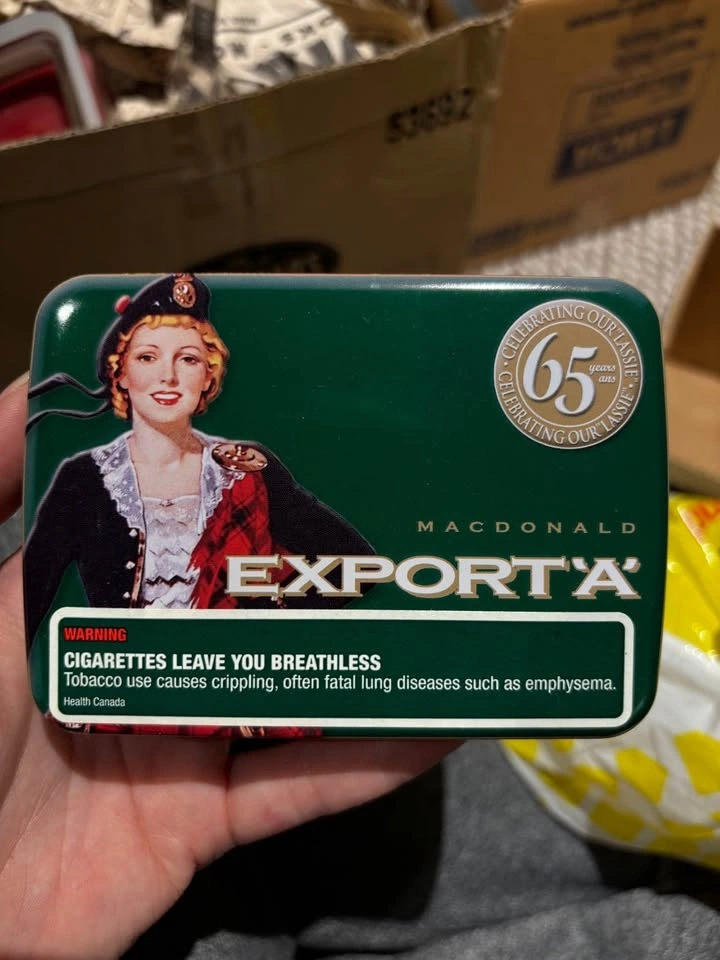 53692
CELEBRATING OUR "LASSIE"
65 years
ans
CELEBRATING OUR "LASSIE"
MACDONALD
EXPORT 'A'
WARNING
CIGARETTES LEAVE YOU BREATHLESS
Tobacco use causes crippling, often fatal lung diseases such as emphysema.
Health Canada